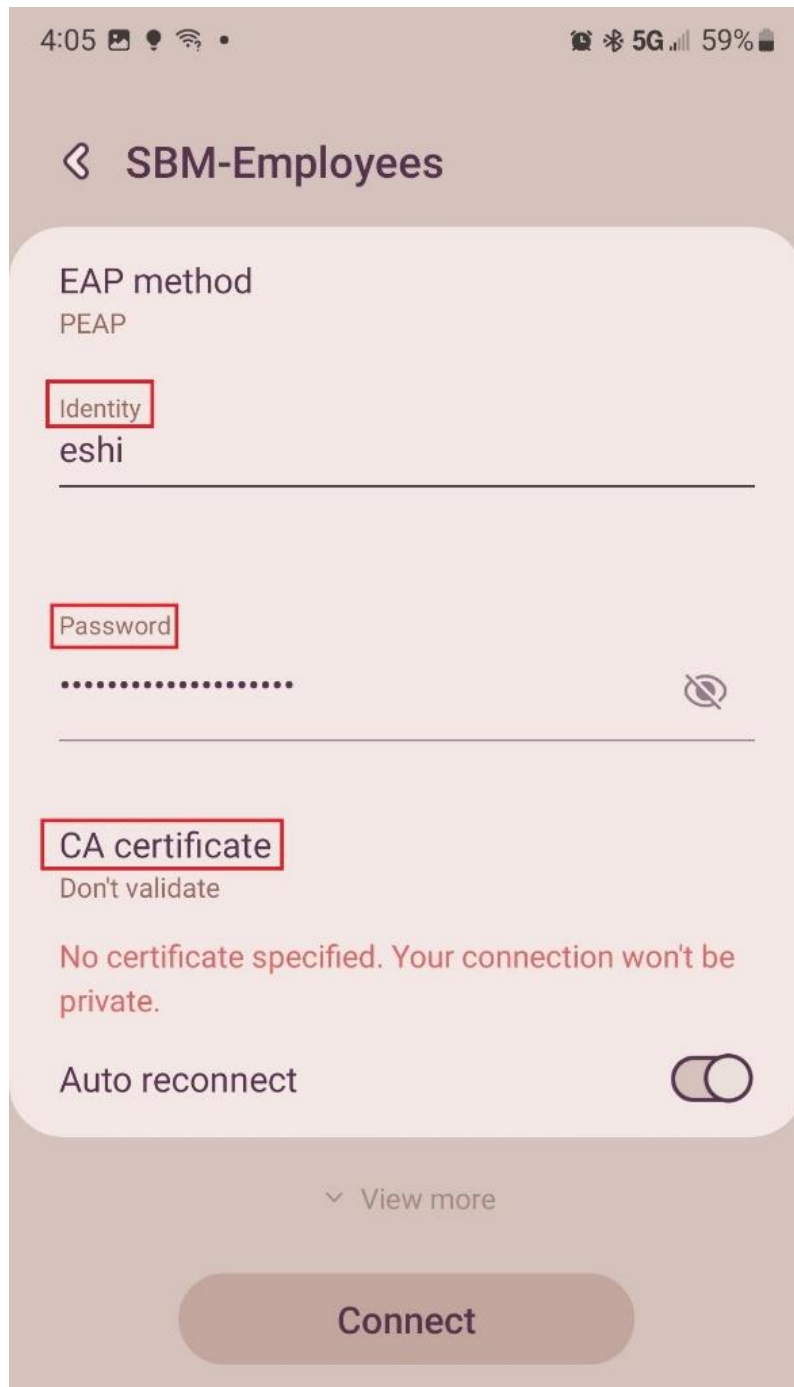 4:05 5G 59%
SBM-Employees
EAP method
PEAP
Identity
eshi
Password
••••••••••••••••••••
CA certificate
Don't validate
No certificate specified. Your connection won't be
private.
Auto reconnect
View more
Connect